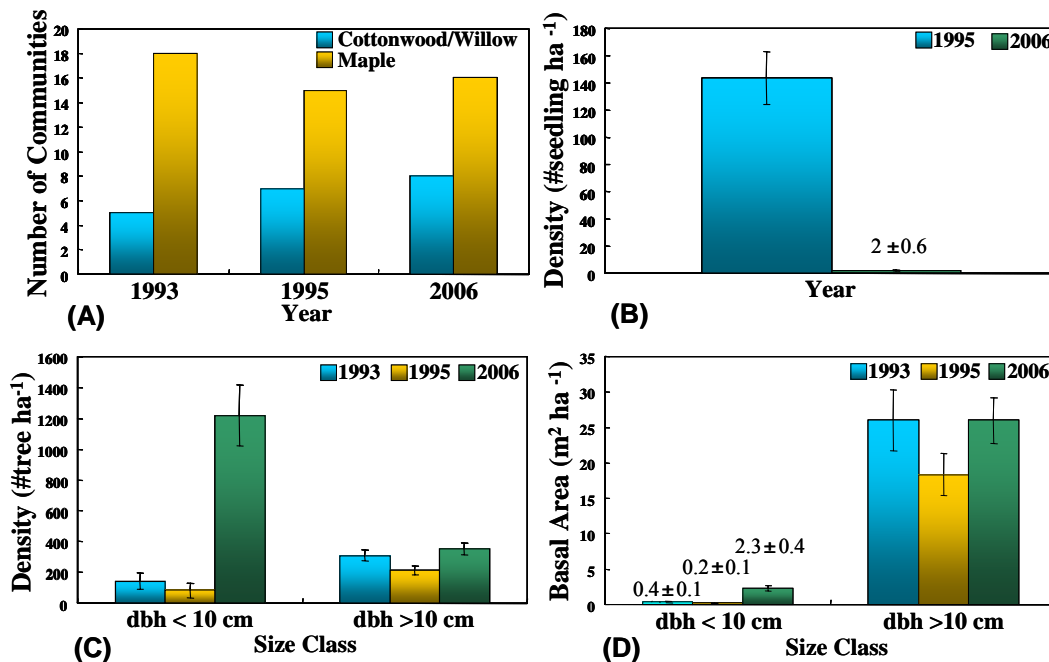 Number of Communities
20
18
16
14
12
10
8
6
4
2
0
Cottonwood/Willow
Maple
1993 1995 2006
Year
(A)
Density (#seedling ha -1)
180
160
140
120
100
80
60
40
20
0
1995 2006
2 ±0.6
Year
(B)
Density (#tree ha-1)
1600
1400
1200
1000
800
600
400
200
0
1993 1995 2006
dbh < 10 cm dbh >10 cm
Size Class
(C)
Basal Area (m2 ha -1)
35
30
25
20
15
10
5
0
1993 1995 2006
0.4±0.1
0.2±0.1
2.3±0.4
dbh < 10 cm dbh >10 cm
Size Class
(D)